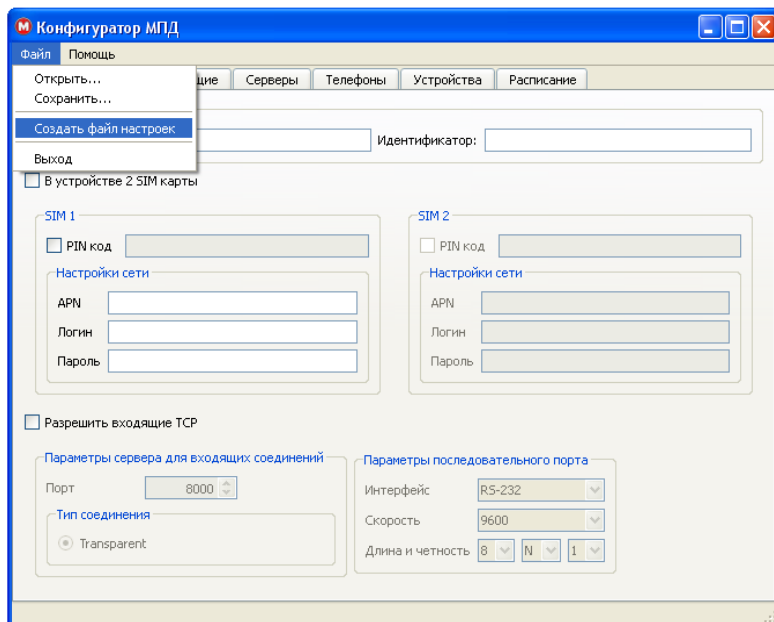 Конфигуратор МПД
Файл Помощь
Открыть...
Сохранить...
Создать файл настроек
Выход
Серверы Телефоны Устройства Расписание
Идентификатор:
В устройстве 2 SIM карты
SIM 1 SIM 2
PIN код PIN код
Настройки сети Настройки сети
APN APN
Логин Логин
Пароль Пароль
Разрешить входящие TCP
Параметры сервера для входящих соединений Параметры последовательного порта
Порт 8000 Интерфейс RS-232
Тип соединения Скорость 9600
Transparent Длина и четность 8 N 1